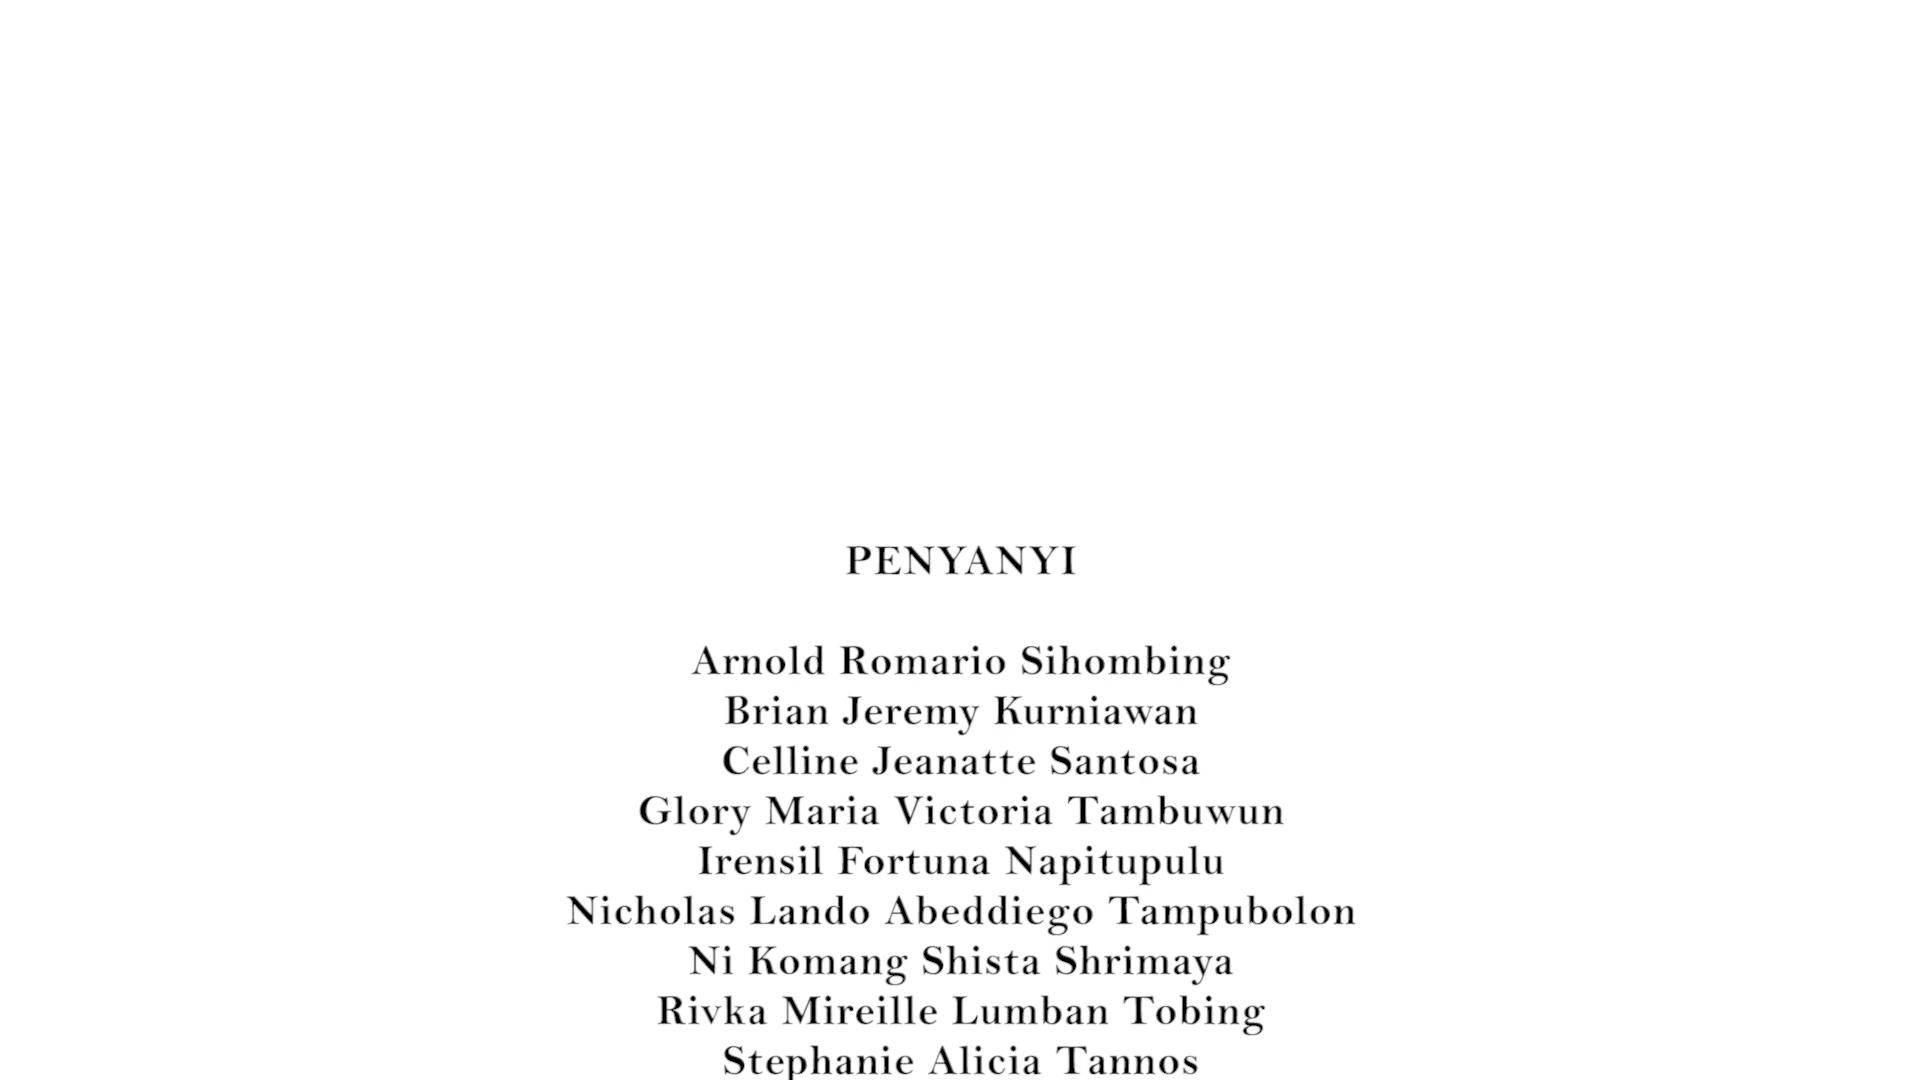 PENYANYI
Arnold Romario Sihombing
Brian Jeremy Kurniawan
Celline Jeanatte Santosa
Glory Maria Victoria Tambuwun
Irensil Fortuna Napitupulu
Nicholas Lando Abeddiego Tampubolon
Ni Komang Shista Shrimaya
Rivka Mireille Lumban Tobing
Stephanie Alicia Tannos